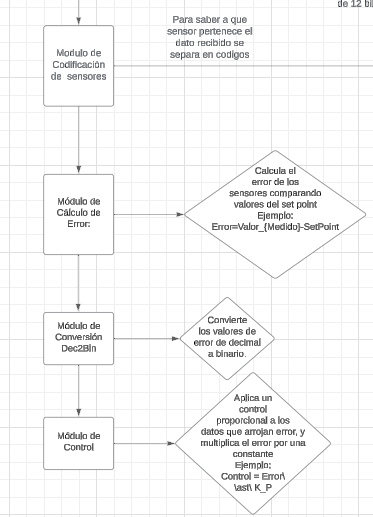 de 12 bi
Para saber a que
sensor pertenece el
dato recibido se
separa en codigos
Modulo de
Codificación
de sensores
Módulo de
Cálculo de
Error:
Calcula el
error de los
sensores comparando
valores del set point
Ejemplo:
Error=Valor_{Medido}-SetPoint
Módulo de
Conversión
Dec2Bin
Convierte
los valores de
error de decimal
a binario.
Módulo de
Control
Aplica un
control
proporcional a los
datos que arrojan error, y
multiplica el error por una
constante
Ejemplo:
Control = Error\
\ast\ K_P